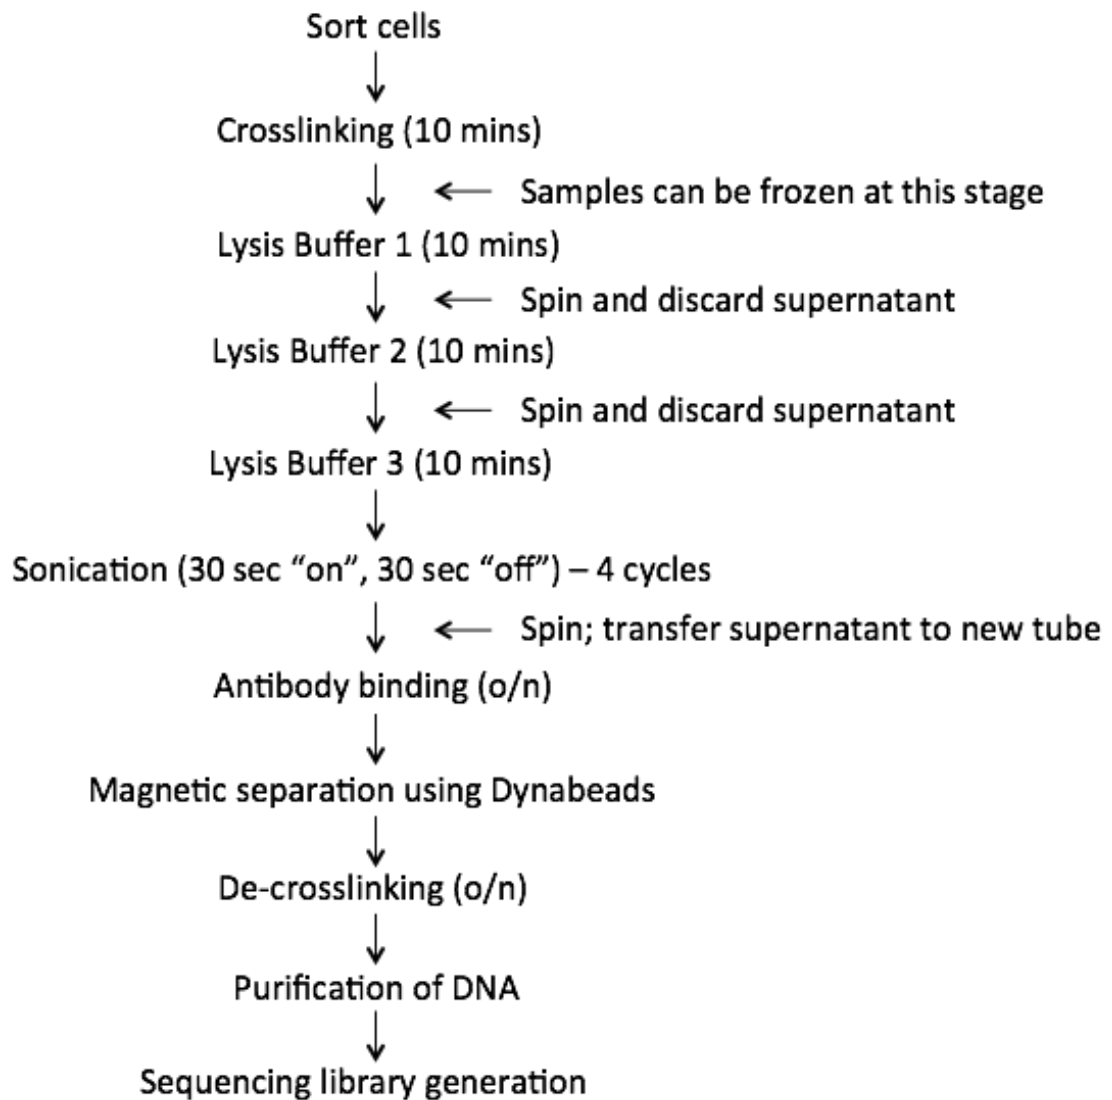 Sort cells
Crosslinking (10 mins)
Samples can be frozen at this stage
Lysis Buffer 1 (10 mins)
Spin and discard supernatant
Lysis Buffer 2 (10 mins)
Spin and discard supernatant
Lysis Buffer 3 (10 mins)
Sonication (30 sec “on”, 30 sec “off”) – 4 cycles
Spin; transfer supernatant to new tube
Antibody binding (o/n)
Magnetic separation using Dynabeads
De-crosslinking (o/n)
Purification of DNA
Sequencing library generation